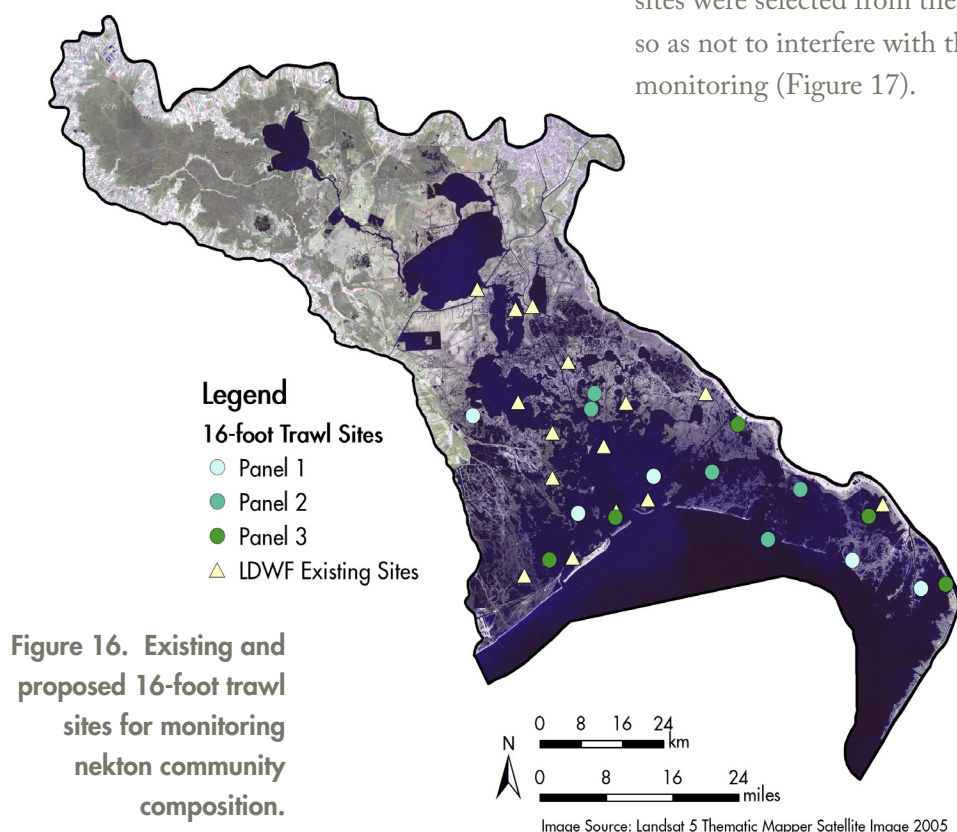 sites were selected from the
so as not to interfere with th
monitoring (Figure 17).
Legend
16-foot Trawl Sites
Panel 1
Panel 2
Panel 3
LDWF Existing Sites
Figure 16. Existing and
proposed 16-foot trawl
sites for monitoring
nekton community
composition.
N
0 8 16 24
km
0 8 16 24
miles
Image Source: Landsat 5 Thematic Mapper Satellite Image 2005